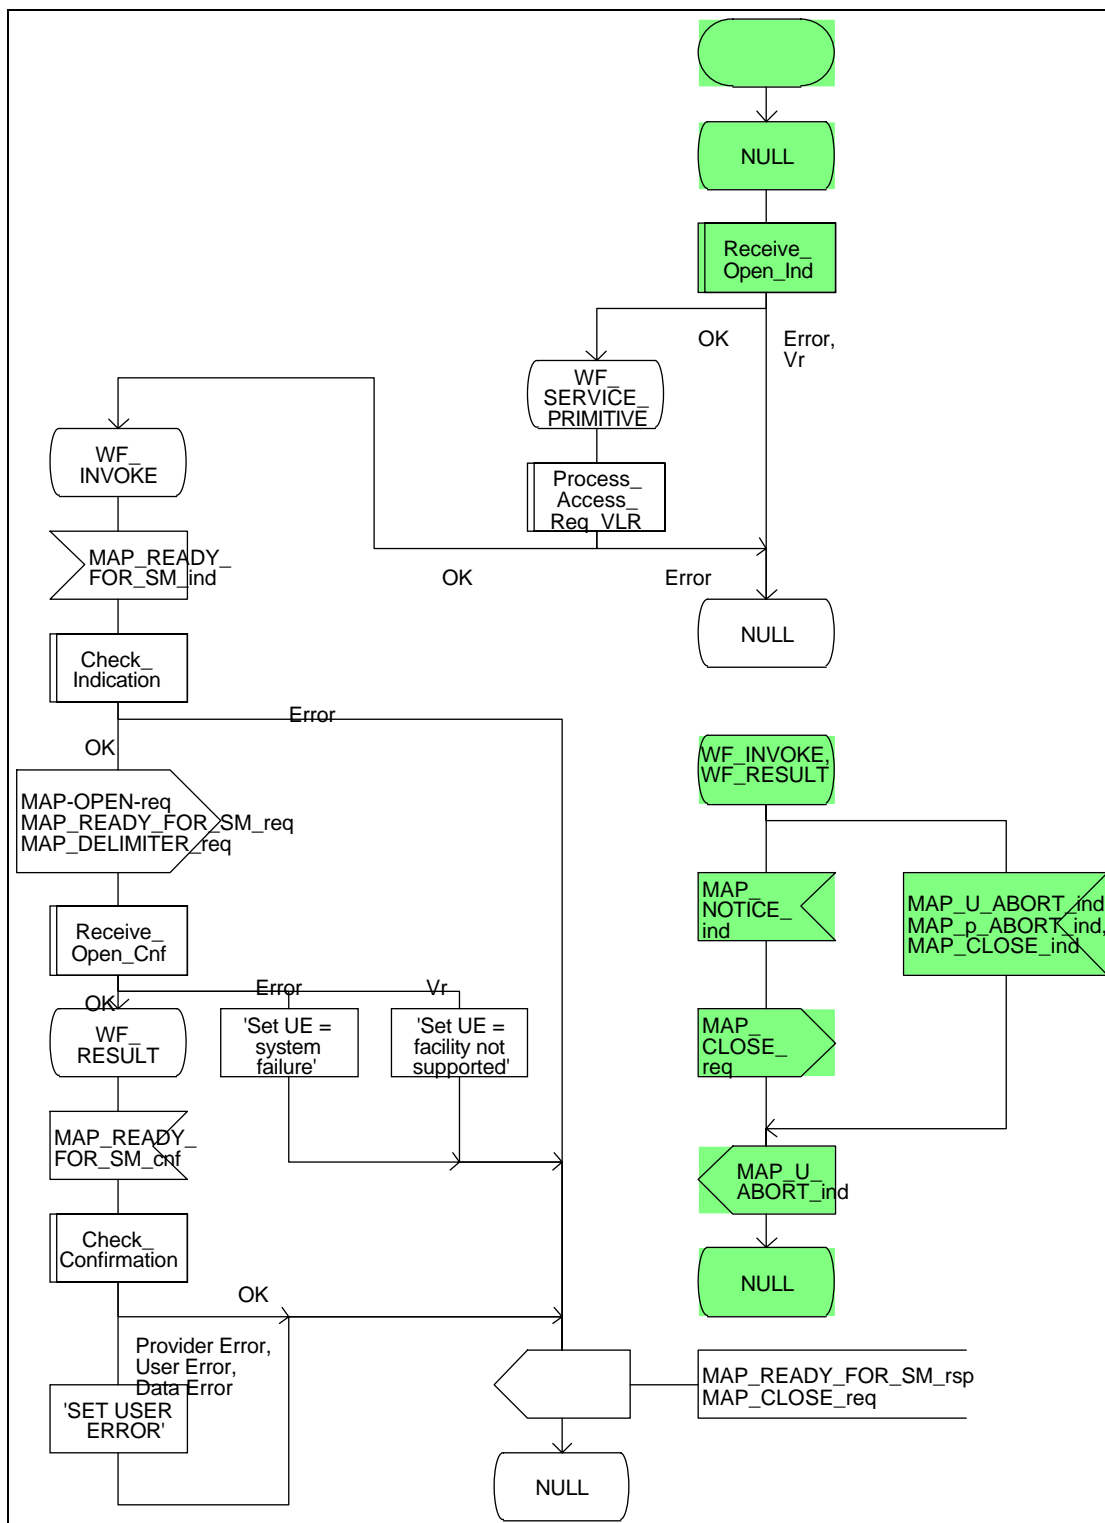 NULL
Receive_
Open_Ind
OK
Error,
Vr
WF_
SERVICE_
PRIMITIVE
WF_
INVOKE
Process_
Access_
Req_VLR
MAP_READY_
FOR_SM_ind
OK
Error
NULL
Check_
Indication
Error
OK
WF_INVOKE,
WF_RESULT
MAP-OPEN-req
MAP_READY_FOR_SM_req
MAP_DELIMITER_req
MAP_
NOTICE_
ind
MAP_U_ABORT_ind
MAP_p_ABORT_ind,
MAP_CLOSE_ind
Receive_
Open_Cnf
Error
Vr
OK
WF_
RESULT
'Set UE =
system
failure'
'Set UE =
facility not
supported'
MAP_
CLOSE_
req
MAP_READY_
FOR_SM_cnf
MAP_U_
ABORT_ind
Check_
Confirmation
NULL
OK
Provider Error,
User Error,
Data Error
MAP_READY_FOR_SM_rsp
MAP_CLOSE_req
'SET USER
ERROR'
NULL